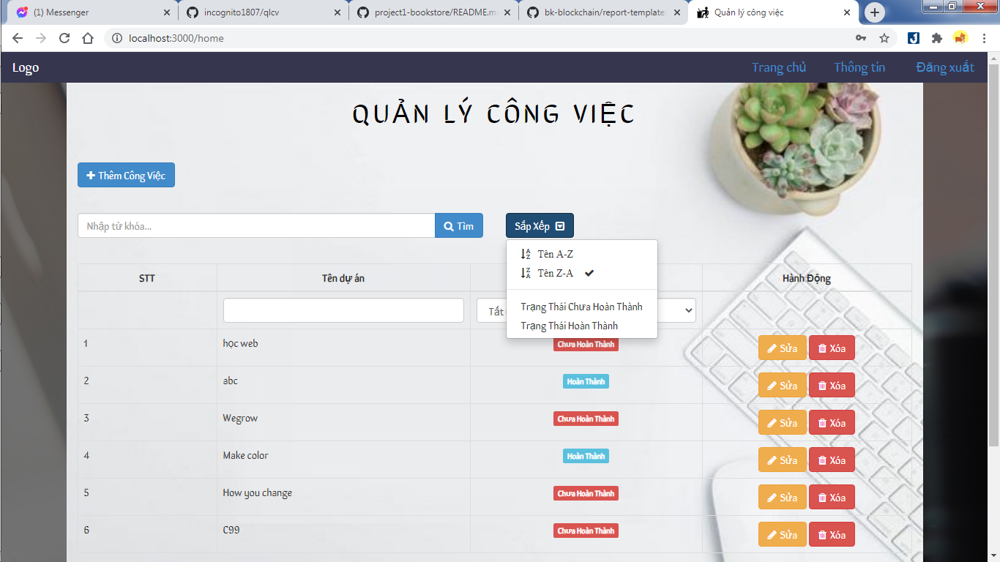 (1) Messenger
incognito1807/qlcv
project1-bookstore/README.m
bk-blockchain/report-template
Quản lý công việc
localhost:3000/home
Logo
Trang chủ
Thông tin
Đăng xuất
QUẢN LÝ CÔNG VIỆC
Thêm Công Việc
Nhập từ khóa...
Tìm
Sắp Xếp
Tên A-Z
Tên Z-A
Trạng Thái Chưa Hoàn Thành
Trạng Thái Hoàn Thành
STT Tên dự án Hành Động
Tất
1 học web Chưa Hoàn Thành Sửa Xóa
2 abc Hoàn Thành Sửa Xóa
3 Wegrow Chưa Hoàn Thành Sửa Xóa
4 Make color Hoàn Thành Sửa Xóa
5 How you change Chưa Hoàn Thành Sửa Xóa
6 C99 Chưa Hoàn Thành Sửa Xóa